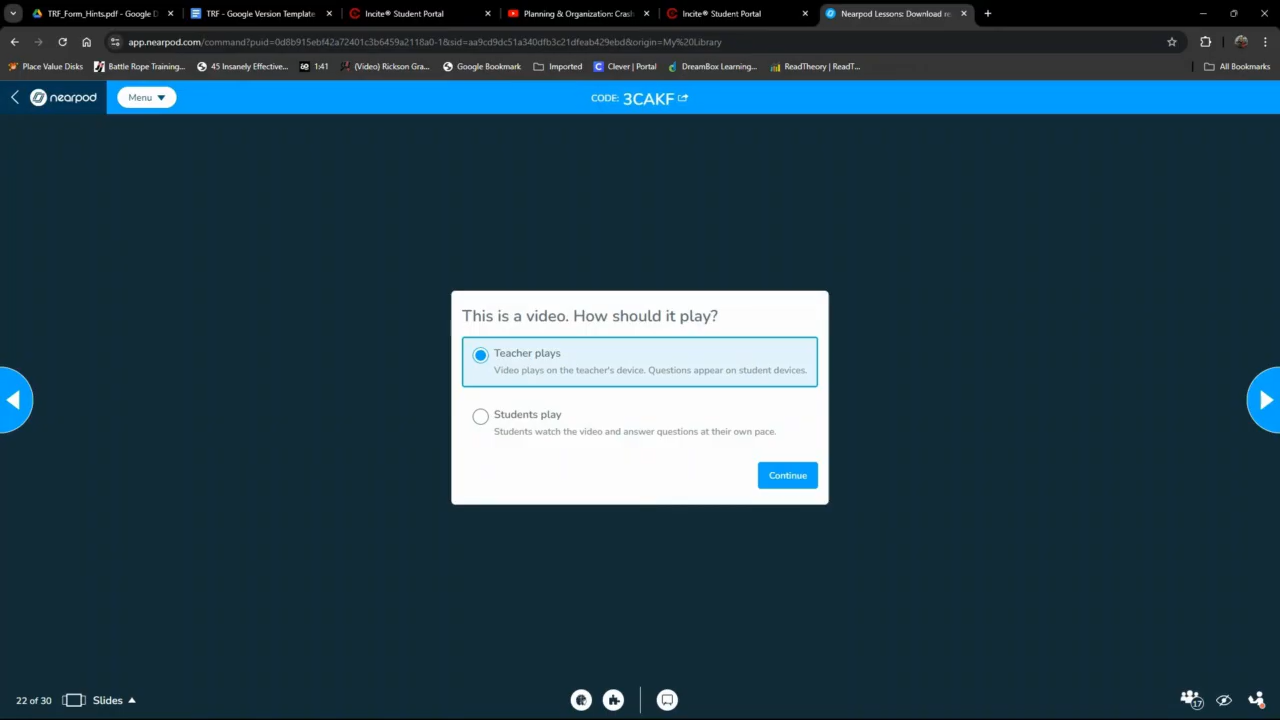 TRF_Form_Hints.pdf - Google D
TRF - Google Version Template
Incite® Student Portal
Planning & Organization: Crash
Incite® Student Portal
Nearpod Lessons: Download re
app.nearpod.com/command?puid=0d8b915ebf42a72401c3b6459a2118a0-1&sid=aa9cd9dc51a340dfb3c21dfeab429ebd&origin=My%20Library
Place Value Disks
Battle Rope Training...
45 Insanely Effective...
1:41
(Video) Rickson Gra...
Google Bookmark
Imported
Clever | Portal
DreamBox Learning...
ReadTheory | ReadT...
All Bookmarks
nearpod
Menu
CODE: 3CAKF
This is a video. How should it play?
Teacher plays
Video plays on the teacher's device. Questions appear on student devices.
Students play
Students watch the video and answer questions at their own pace.
Continue
22 of 30
Slides
17